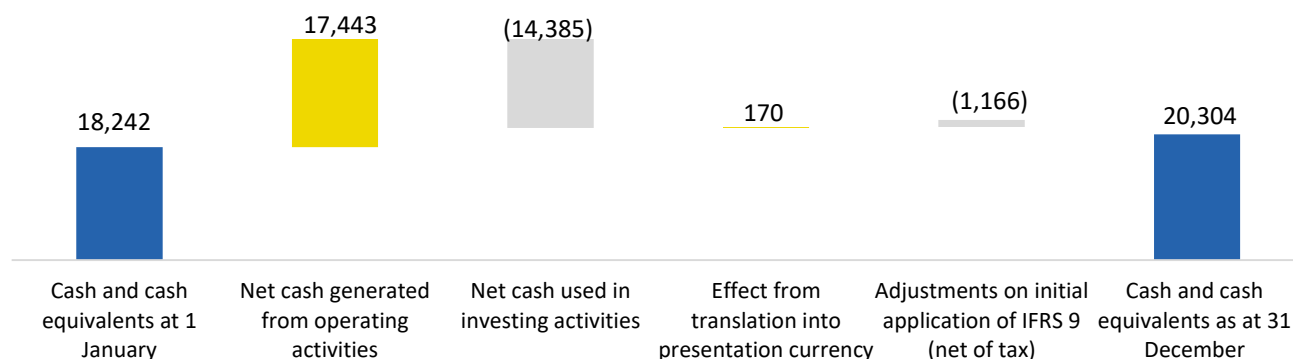 17,443
(14,385)
18,242
170
(1,166)
20,304
Cash and cash
equivalents at 1
January
Net cash generated
from operating
activities
Net cash used in
investing activities
Effect from
translation into
presentation currency
Adjustments on initial
application of IFRS 9
(net of tax)
Cash and cash
equivalents as at 31
December